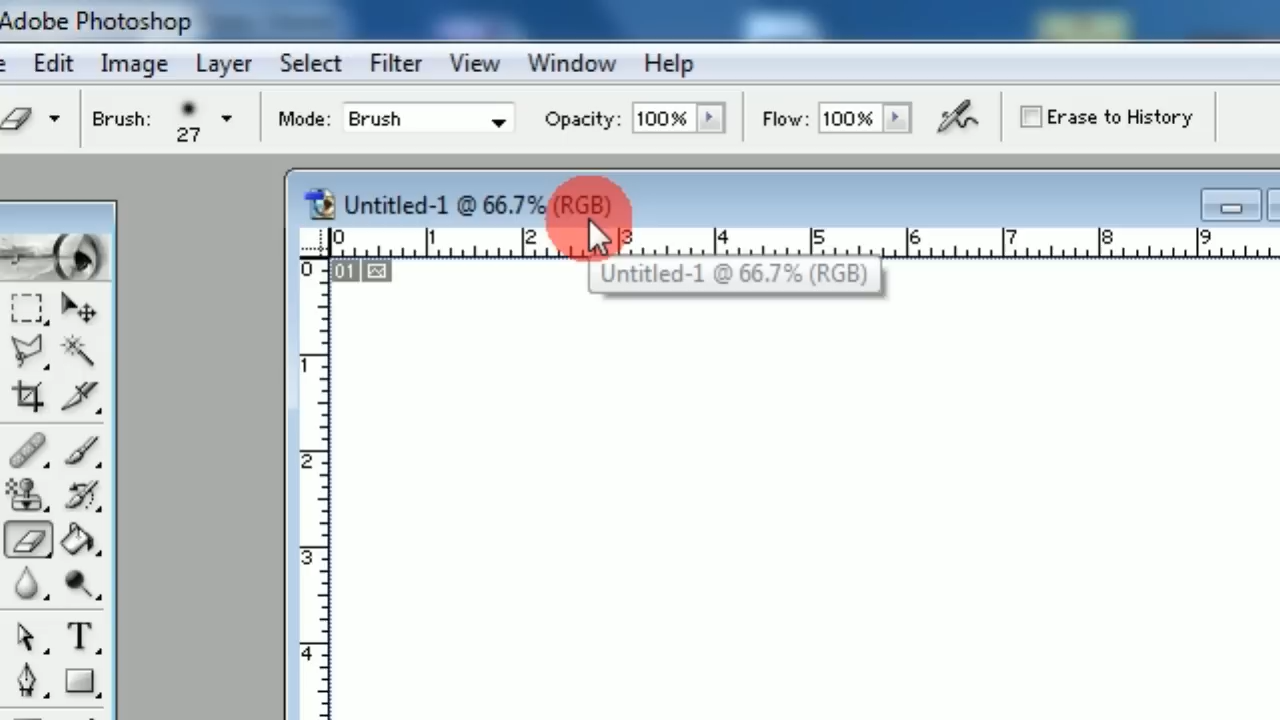 Adobe Photoshop
e Edit Image Layer Select Filter View Window Help
Brush: 27 Mode: Brush Opacity: 100% Flow: 100% Erase to History
Untitled-1 @ 66.7% (RGB)
0 1 2 3 4 5 6 7 8 9
0 01
Untitled-1 @ 66.7% (RGB)
1
2
3
T
4